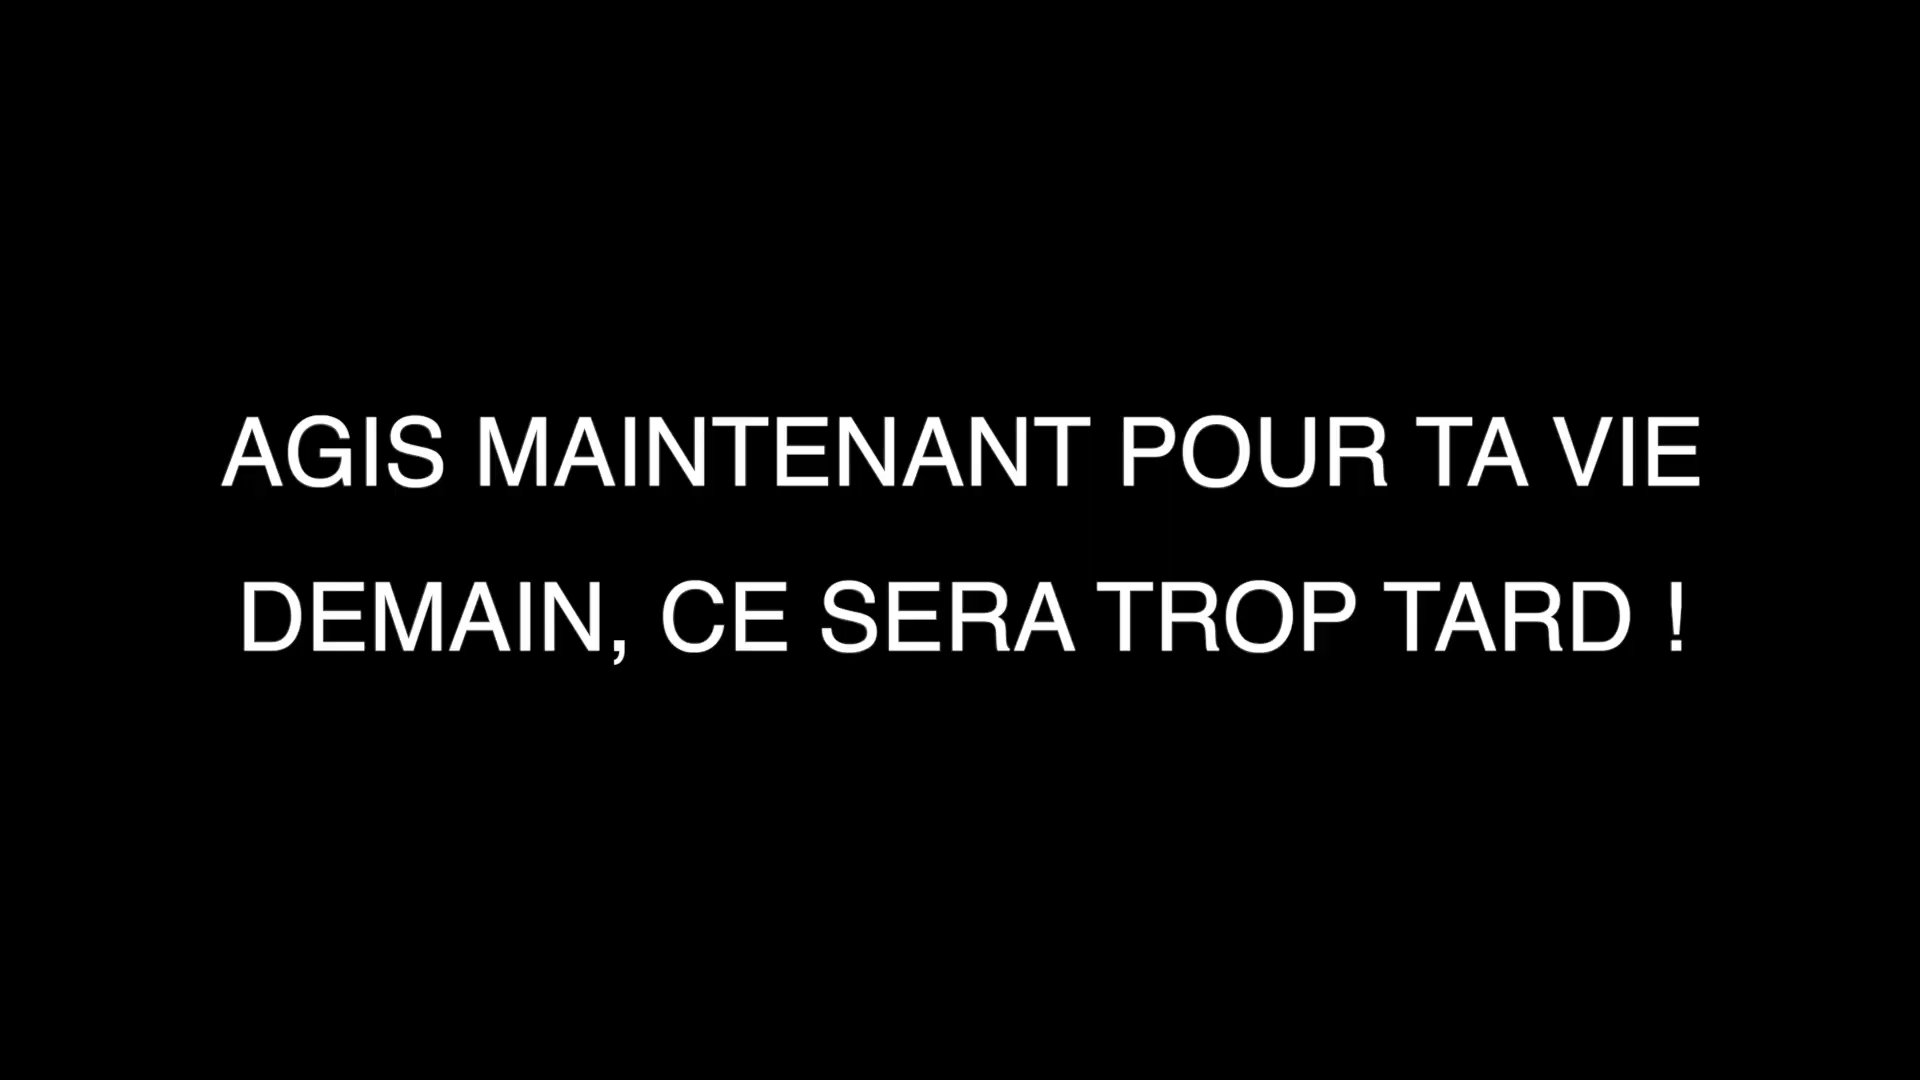 AGIS MAINTENANT POUR TA VIE
DEMAIN, CE SERA TROP TARD !